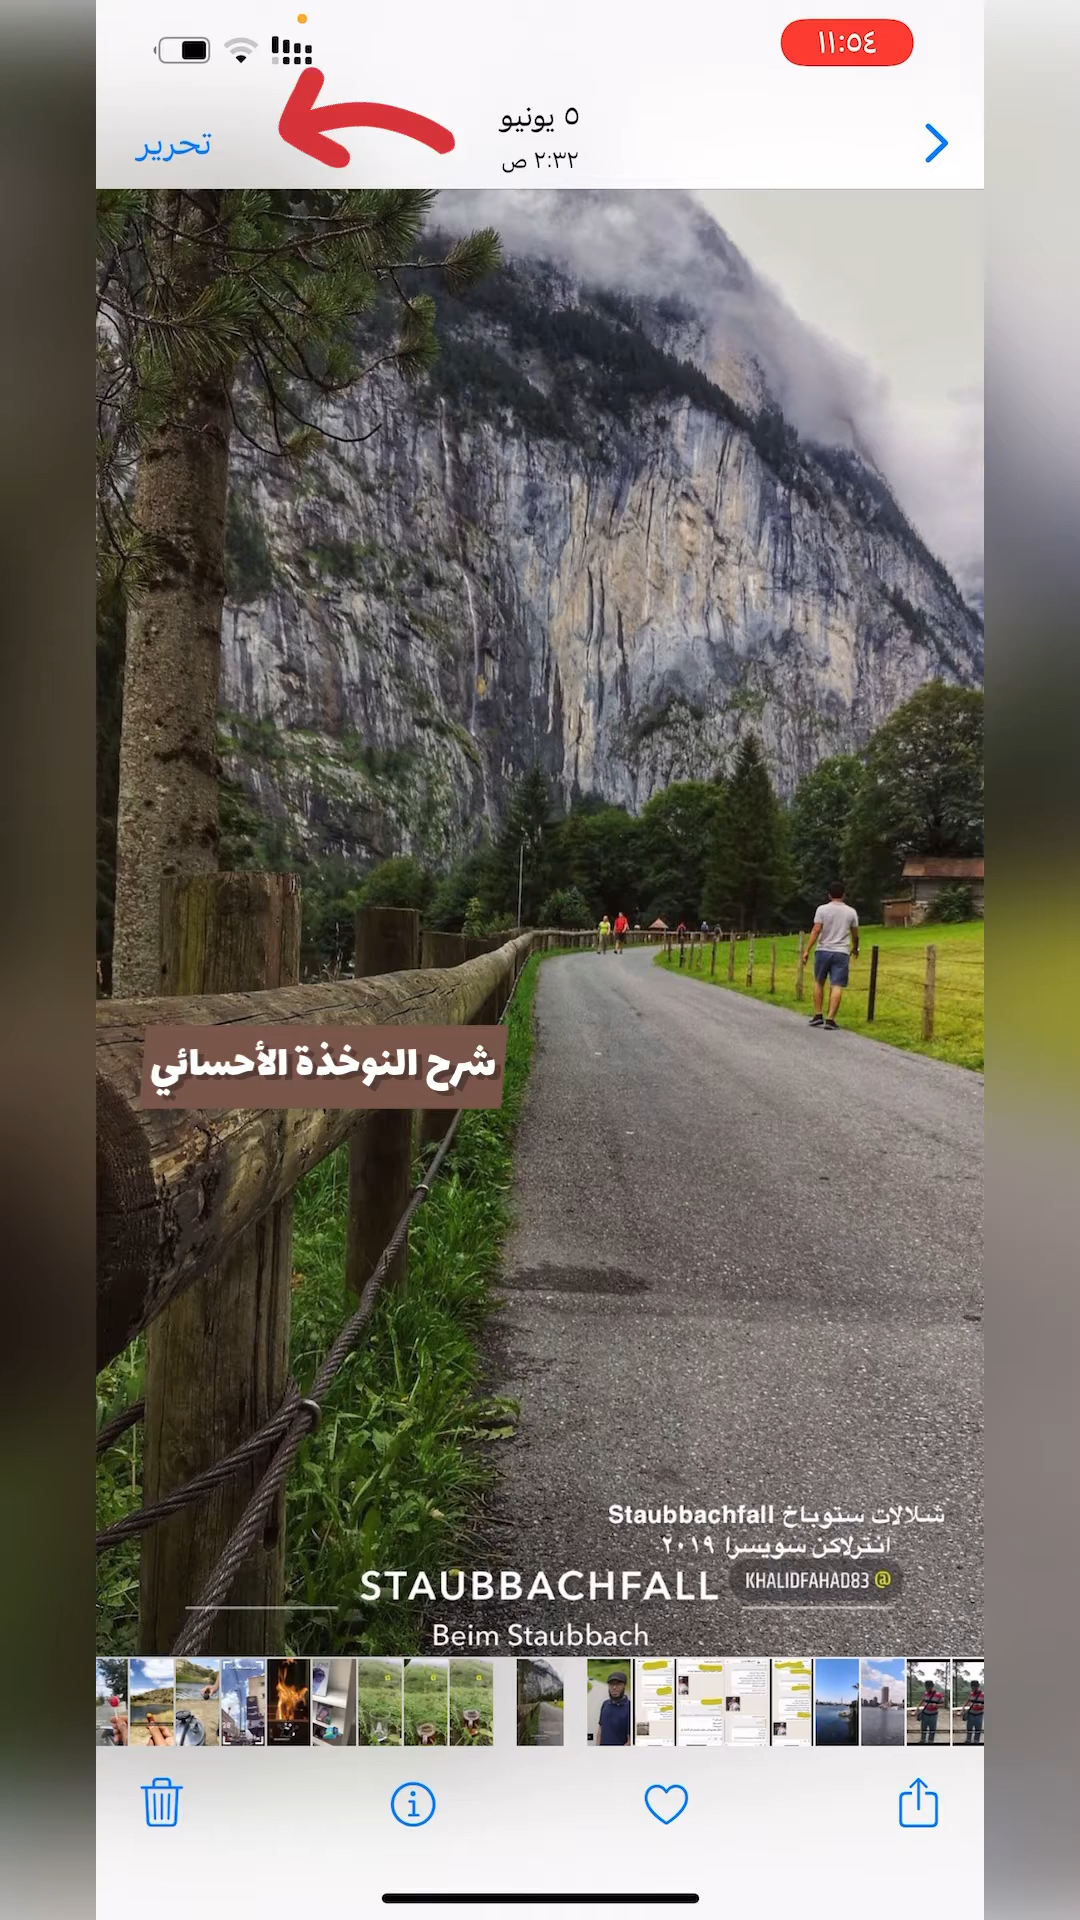 ١١:٥٤
٥ يونيو
٢:٣٢ ص
تحرير
شرح النوخذة الأحسائي
شلالات ستوباخ Staubbachfall
انترلاكن سويسرا ٢٠١٩
STAUBBACHFALL
KHALIDFAHAD83 @
Beim Staubbach